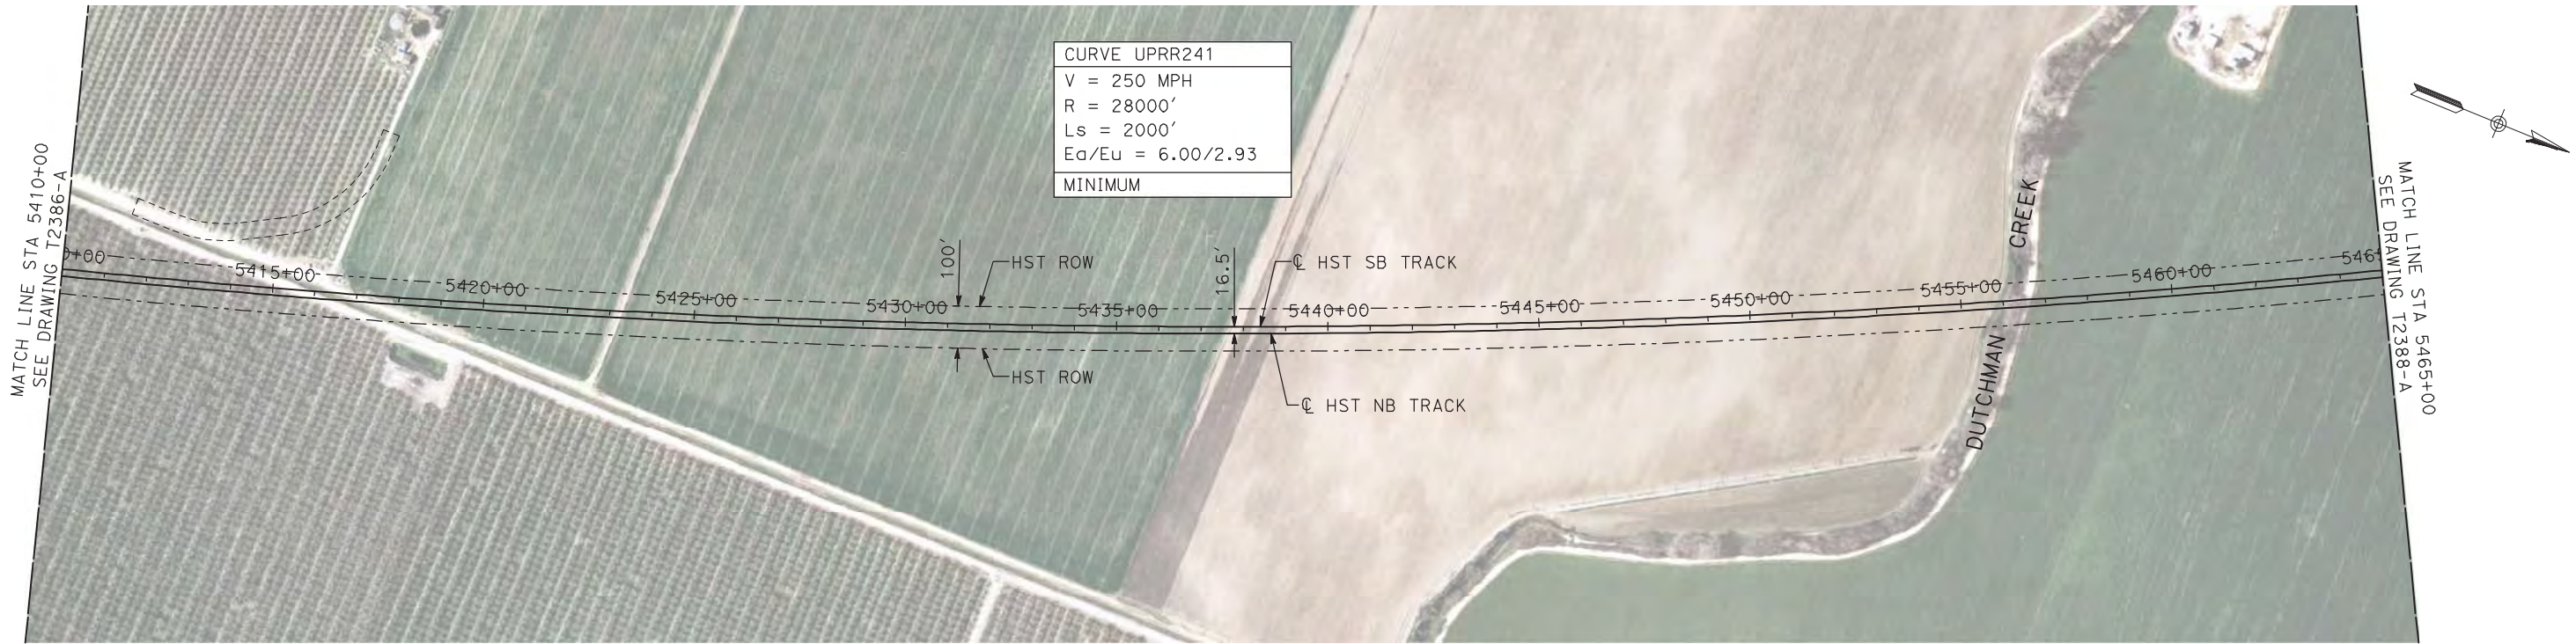 CURVE UPRR241
V = 250 MPH
R = 28000'
Ls = 2000'
Ea/Eu = 6.00/2.93
MINIMUM
MATCH LINE STA 5410+00
SEE DRAWING T2386-A
0+00
5415+00
5420+00
5425+00
5430+00
5435+00
5440+00
5445+00
5450+00
5455+00
5460+00
546
100'
HST ROW
HST ROW
16.5'
℄ HST SB TRACK
℄ HST NB TRACK
DUTCHMAN CREEK
MATCH LINE STA 5465+00
SEE DRAWING T2388-A